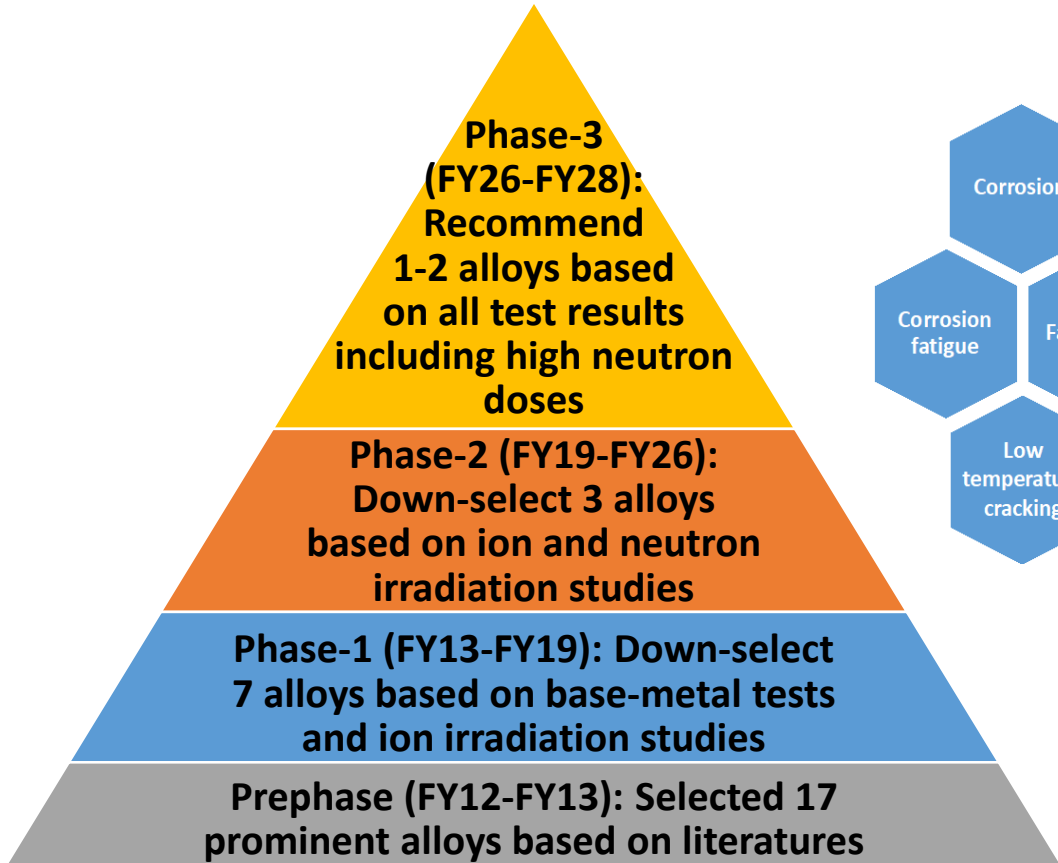 Phase-3
(FY26-FY28):
Recommend
1-2 alloys based
on all test results
including high neutron
doses
Phase-2 (FY19-FY26):
Down-select 3 alloys
based on ion and neutron
irradiation studies
Phase-1 (FY13-FY19): Down-select
7 alloys based on base-metal tests
and ion irradiation studies
Prephase (FY12-FY13): Selected 17
prominent alloys based on literatures
Corrosion
Corrosion
fatigue
Low
cracking